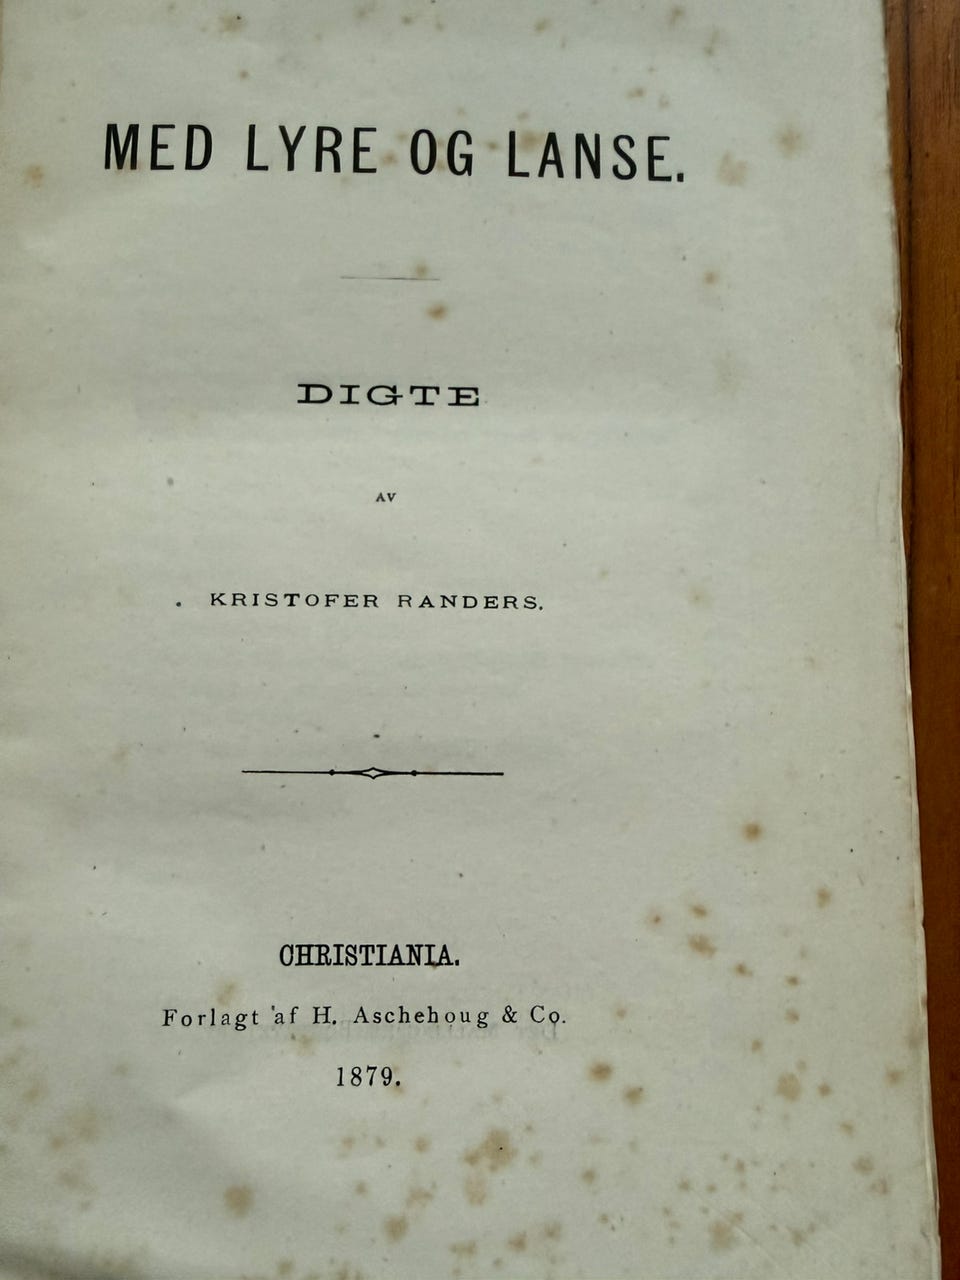 MED LYRE OG LANSE.
DIGTE
AV
KRISTOFER RANDERS.
CHRISTIANIA.
Forlagt af H. Aschehoug & Co.
1879.